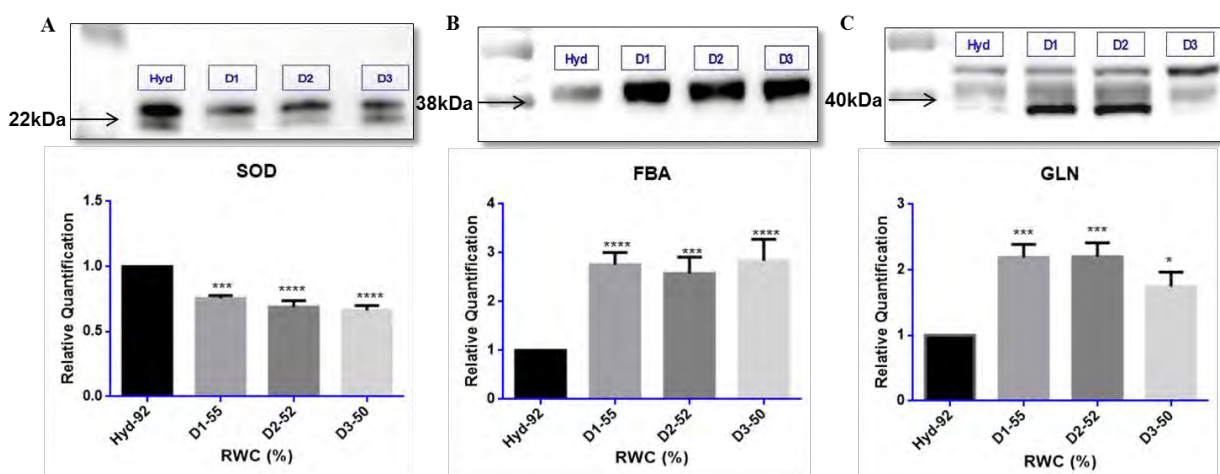 A
Hyd D1 D2 D3
22kDa
SOD
Relative Quantification
1.5
1.0
0.5
0.0
*** **** ****
Hyd-92 D1-55 D2-52 D3-50
RWC (%)
B
Hyd D1 D2 D3
38kDa
FBA
Relative Quantification
4
3
2
1
0
**** *** ****
Hyd-92 D1-55 D2-52 D3-50
RWC (%)
C
Hyd D1 D2 D3
40kDa
GLN
Relative Quantification
3
2
1
0
*** *** *
Hyd-92 D1-55 D2-52 D3-50
RWC (%)